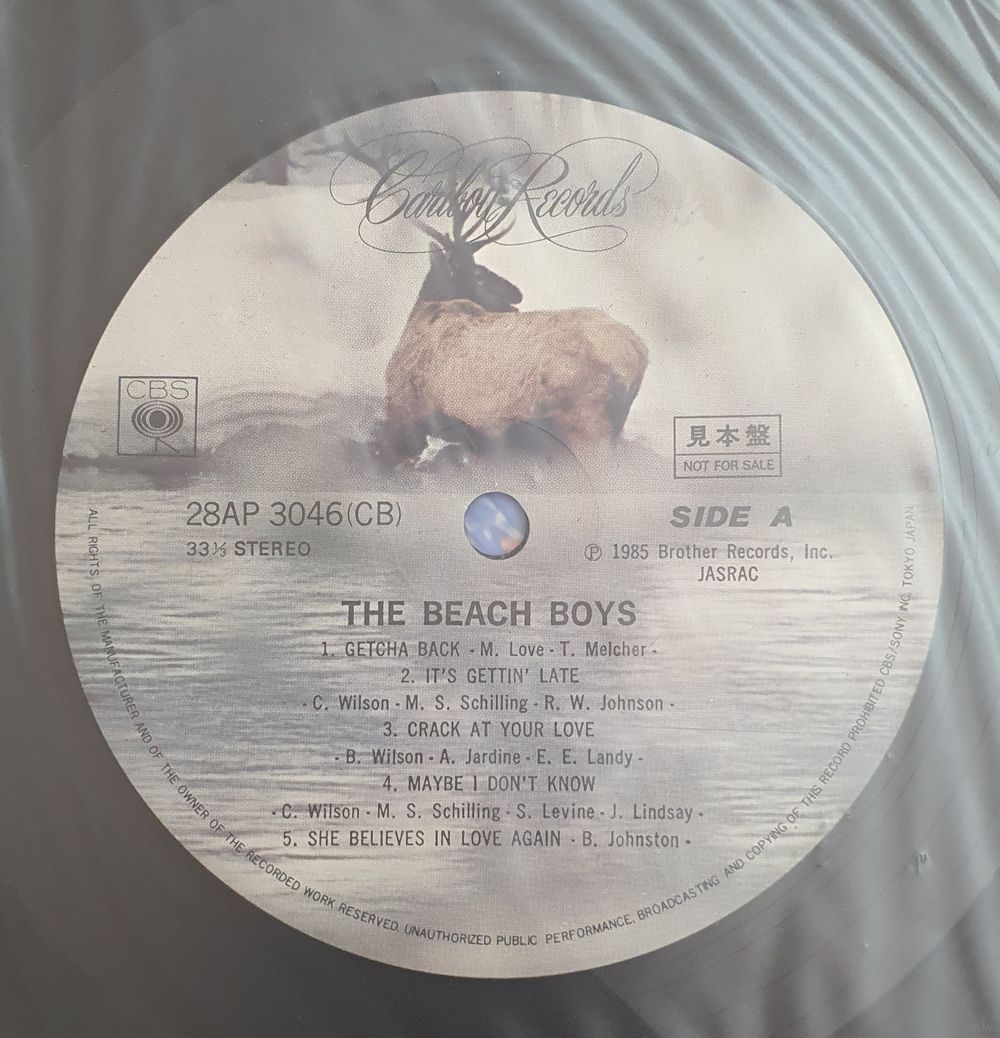 Caribou Records
CBS
見本盤
NOT FOR SALE
28AP 3046(CB)
SIDE A
33⅓ STEREO
Ⓟ 1985 Brother Records, Inc.
JASRAC
THE BEACH BOYS
1. GETCHA BACK - M. Love - T. Melcher -
2. IT'S GETTIN' LATE
- C. Wilson - M. S. Schilling - R. W. Johnson -
3. CRACK AT YOUR LOVE
- B. Wilson - A. Jardine - E. E. Landy -
4. MAYBE I DON'T KNOW
- C. Wilson - M. S. Schilling - S. Levine - J. Lindsay -
5. SHE BELIEVES IN LOVE AGAIN - B. Johnston -
ALL RIGHTS OF THE MANUFACTURER AND OF THE OWNER OF THE RECORDED WORK RESERVED, UNAUTHORIZED PUBLIC PERFORMANCE, BROADCASTING AND COPYING OF THIS RECORD PROHIBITED CBS/SONY INC. TOKYO JAPAN